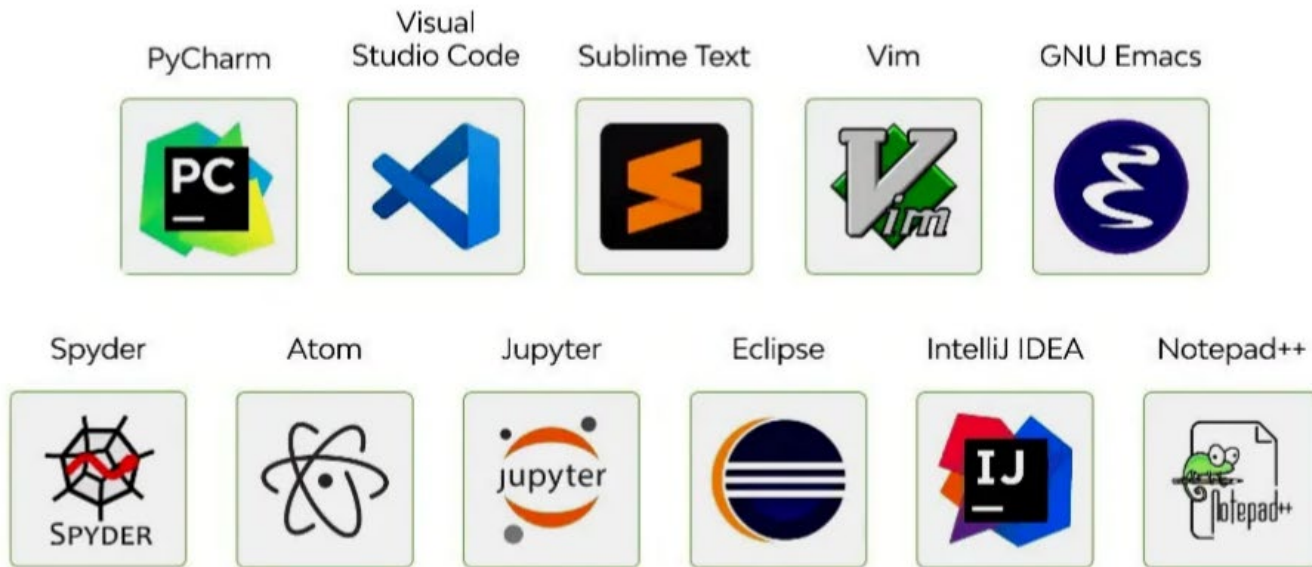 PyCharm
Visual
Studio Code
Sublime Text
Vim
GNU Emacs
PC
Vim
Spyder
Atom
Jupyter
Eclipse
IntelliJ IDEA
Notepad++
SPYDER
jupyter
IJ
Notepad++